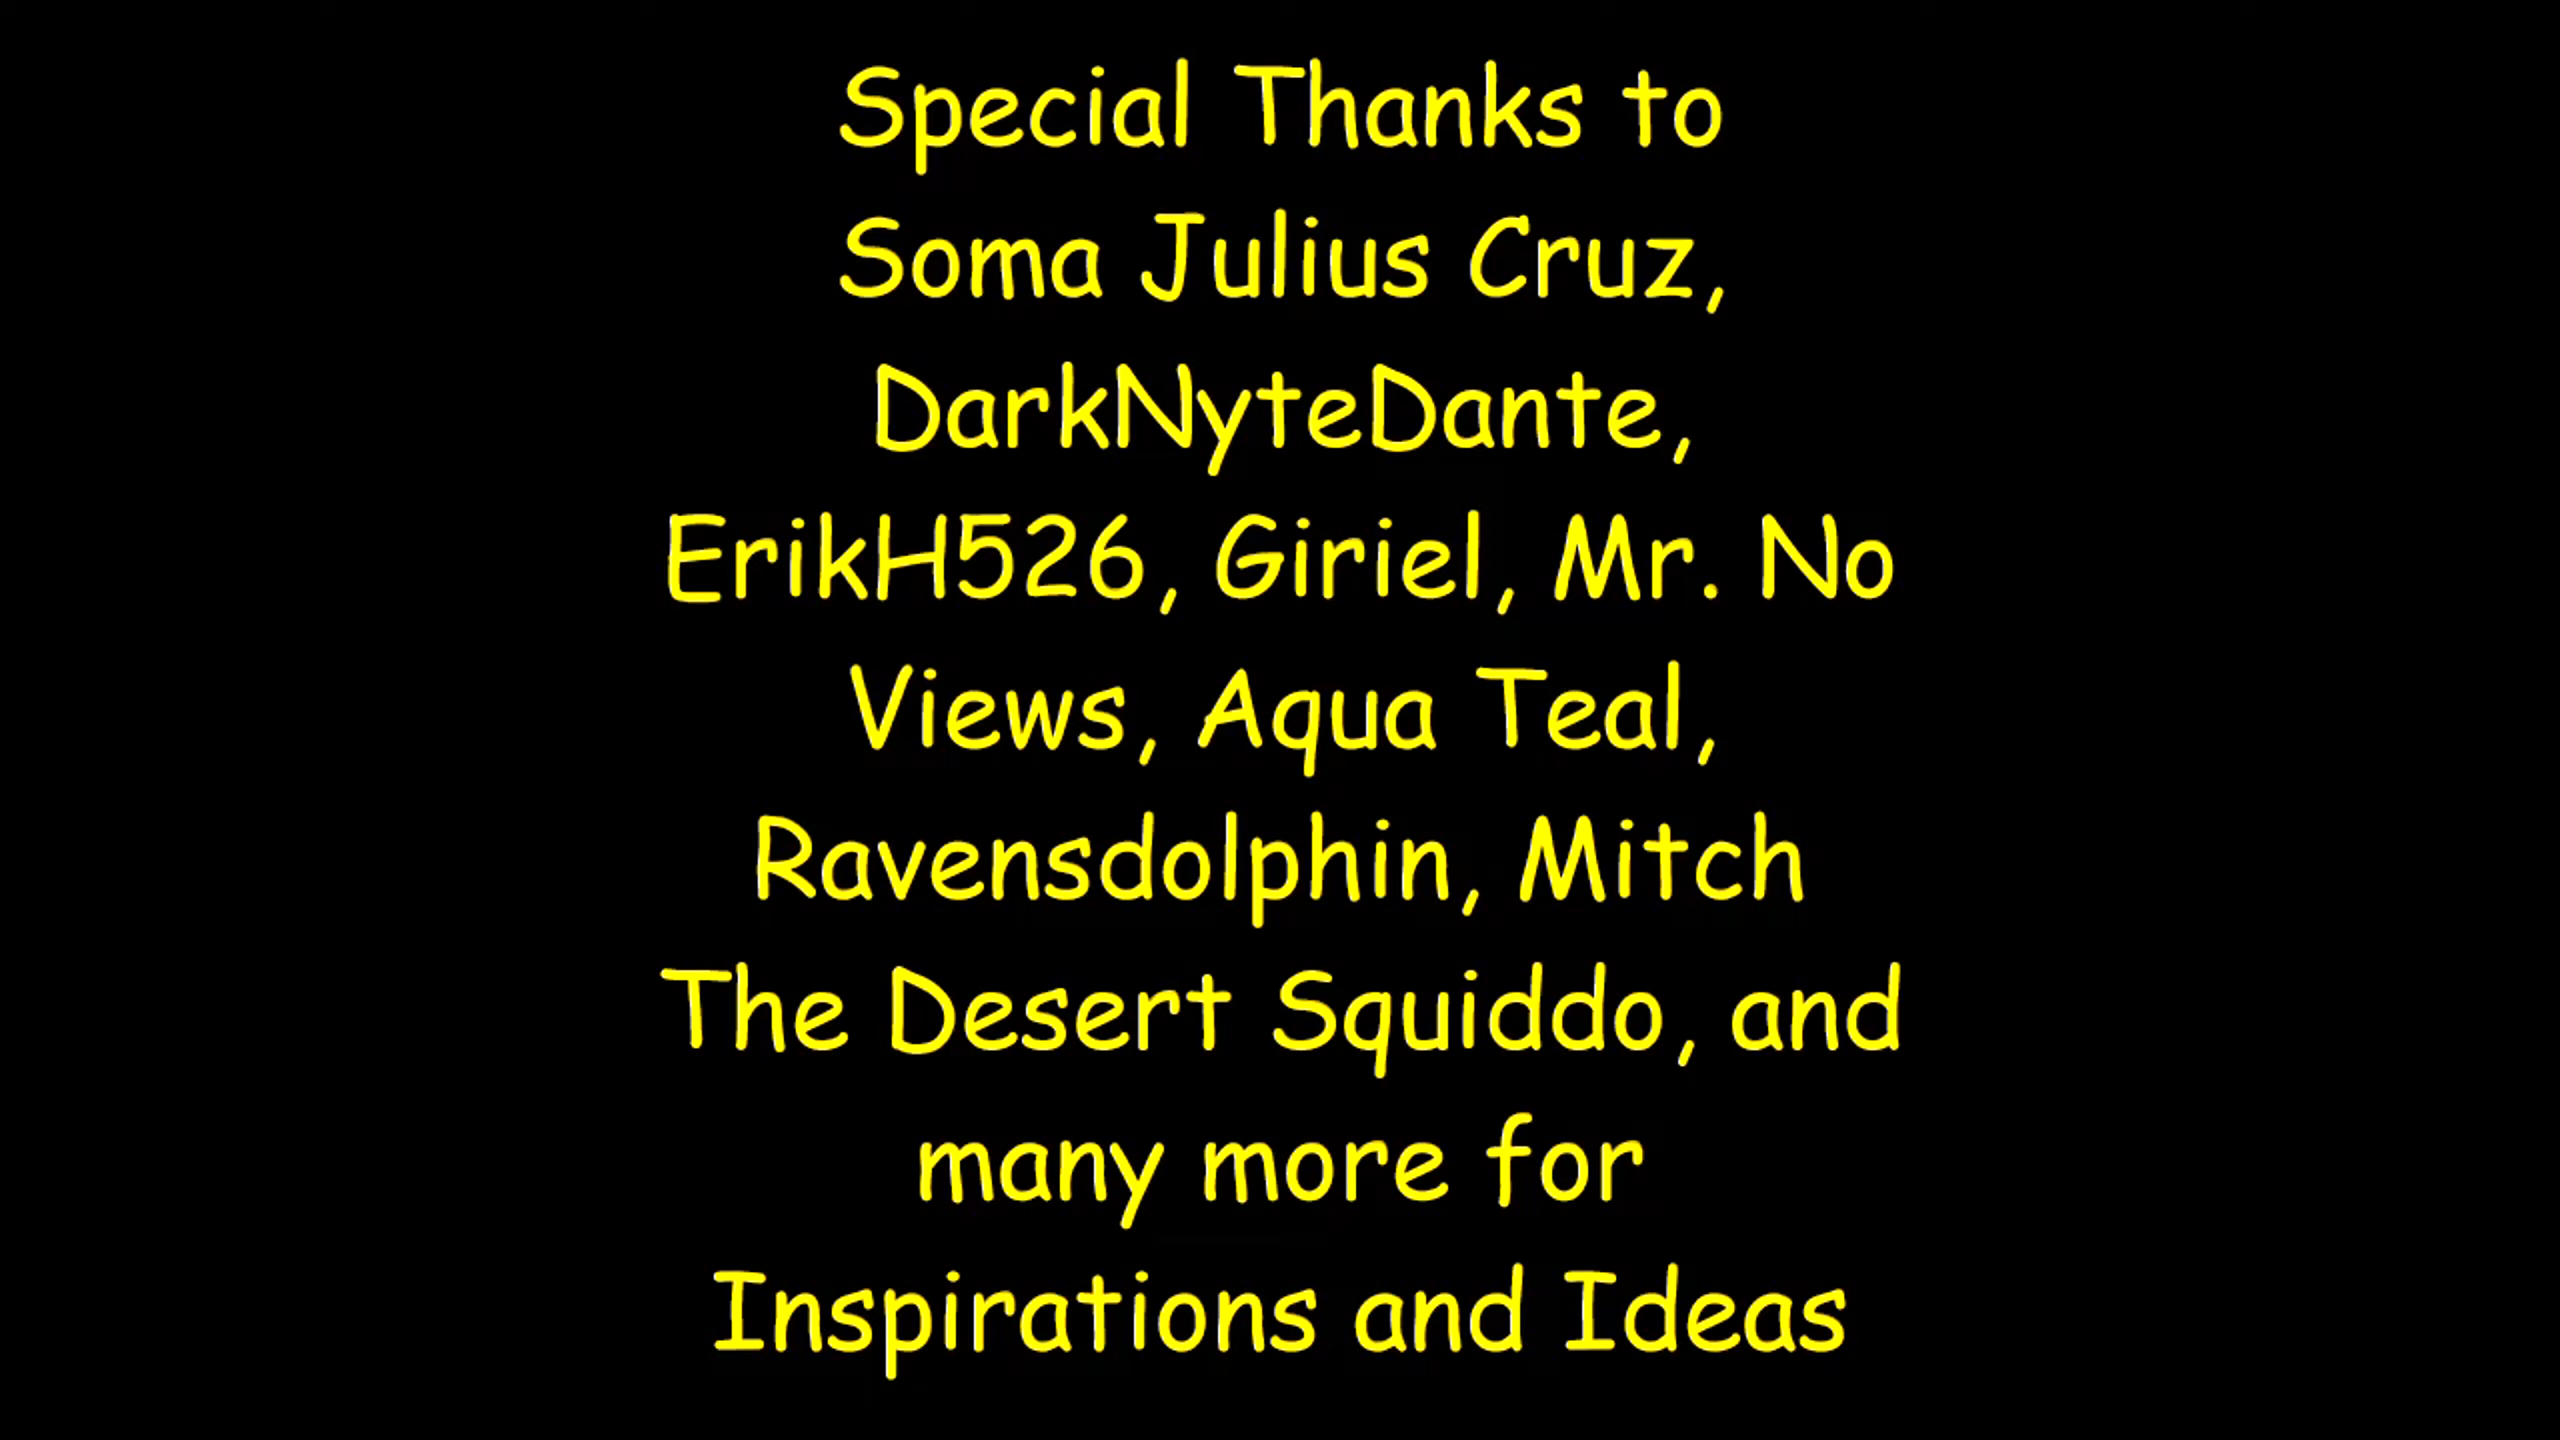 Special Thanks to
Soma Julius Cruz,
DarkNyteDante,
ErikH526, Giriel, Mr. No
Views, Aqua Teal,
Ravensdolphin, Mitch
The Desert Squiddo, and
many more for
Inspirations and Ideas